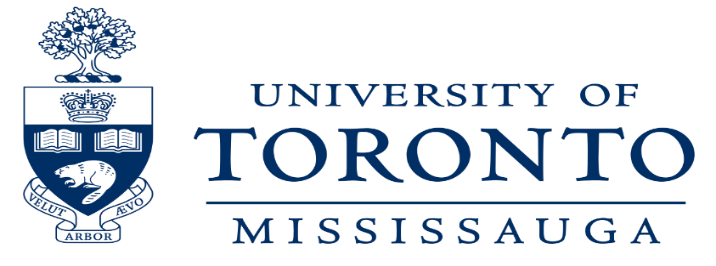 UNIVERSITY OF
TORONTO
MISSISSAUGA
VELUT
ARBOR
ÆVO